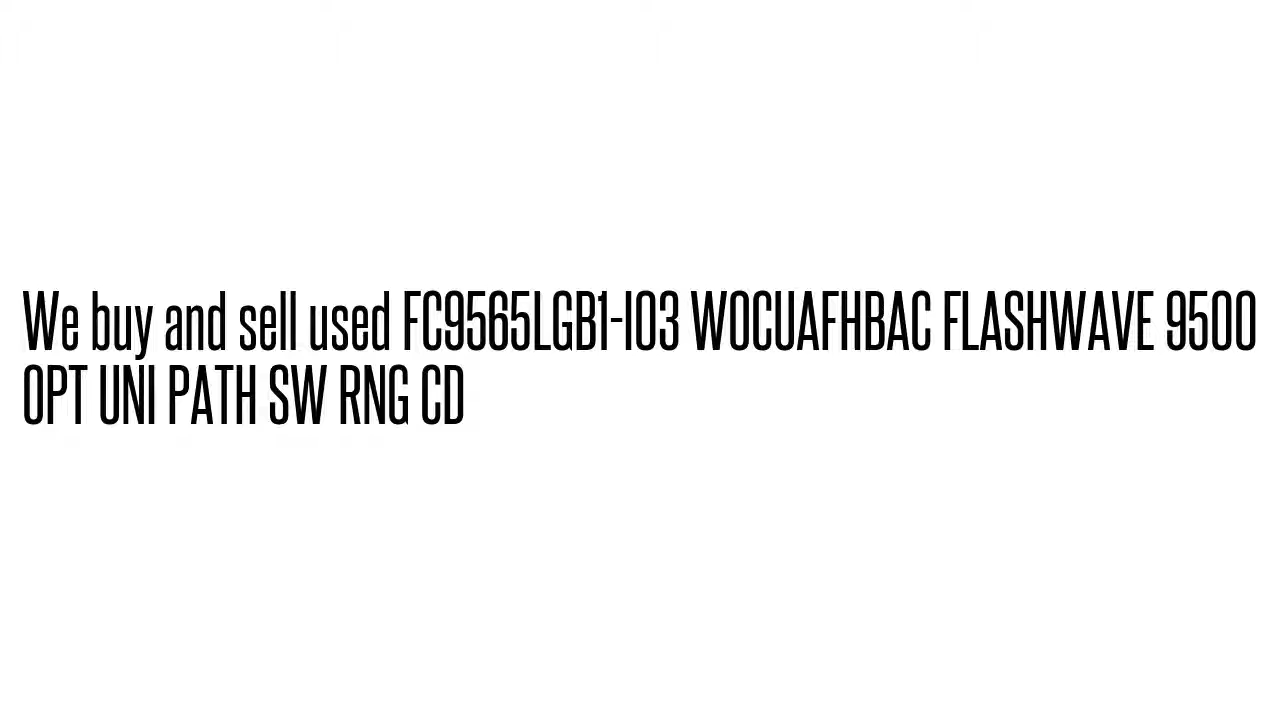 We buy and sell used FC9565LGB1-I03 WOCUAFHBAC FLASHWAVE 9500
OPT UNI PATH SW RNG CD